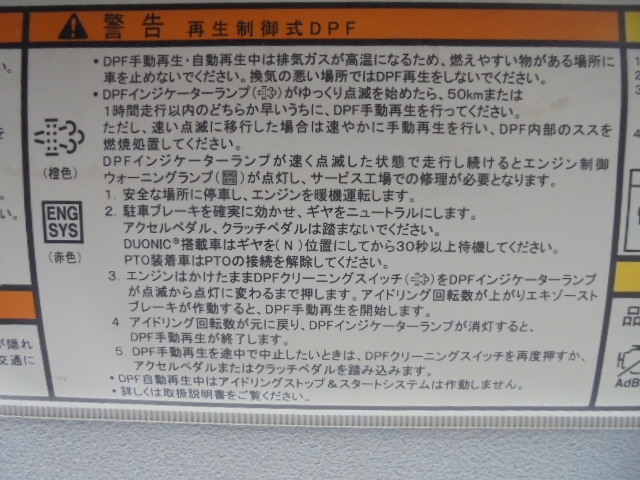 警告 再生制御式DPF
・DPF手動再生・自動再生中は排気ガスが高温になるため、燃えやすい物がある場所に
車を止めないでください。換気の悪い場所ではDPF再生をしないでください。
・DPFインジケーターランプ( )がゆっくり点滅を始めたら、50kmまたは
1時間走行以内のどちらか早いうちに、DPF手動再生を行ってください。
ただし、速い点滅に移行した場合は速やかに手動再生を行い、DPF内部のススを
燃焼処置してください。
DPFインジケーターランプが速く点滅した状態で走行し続けるとエンジン制御
ウォーニングランプ( )が点灯し、サービス工場での修理が必要となります。
(橙色)
ENG
SYS
(赤色)
1. 安全な場所に停車し、エンジンを暖機運転します。
2. 駐車ブレーキを確実に効かせ、ギヤをニュートラルにします。
アクセルペダル、クラッチペダルは踏まないでください。
DUONIC®搭載車はギヤを(N)位置にしてから30秒以上待機してください。
PTO装着車はPTOの接続を解除してください。
3. エンジンはかけたままDPFクリーニングスイッチ( )をDPFインジケーターランプ
が点滅から点灯に変わるまで押します。アイドリング回転数が上がりエキゾースト
ブレーキが作動すると、DPF手動再生を開始します。
4. アイドリング回転数が元に戻り、DPFインジケーターランプが消灯すると、
DPF手動再生が終了します。
5. DPF手動再生を途中で中止したいときは、DPFクリーニングスイッチを再度押すか、
アクセルペダルまたはクラッチペダルを踏み込みます。
・DPF自動再生中はアイドリングストップ&スタートシステムは作動しません。
・詳しくは取扱説明書をご覧ください。
が隠れ
交通に
品
AdB